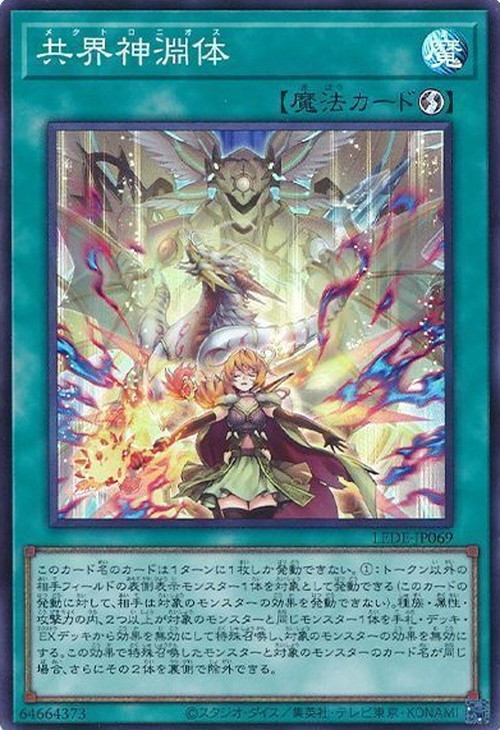 メタトロニオス
共界神淵体
魔
【魔法カード】
LEDE-JP069
このカード名のカードは1ターンに1枚しか発動できない。①:トークン以外の
相手フィールドの表側表示モンスター1体を対象として発動できる(このカードの
発動に対して、相手は対象のモンスターの効果を発動できない)。種族・属性・
攻撃力の内、2つ以上が対象のモンスターと同じモンスター1体を手札・デッキ・
EXデッキから効果を無効にして特殊召喚し、対象のモンスターの効果を無効に
する。この効果で特殊召喚したモンスターと対象のモンスターのカード名が同じ
場合、さらにその2体を裏側で除外できる。
64664373
©スタジオ・ダイス/集英社・テレビ東京・KONAMI